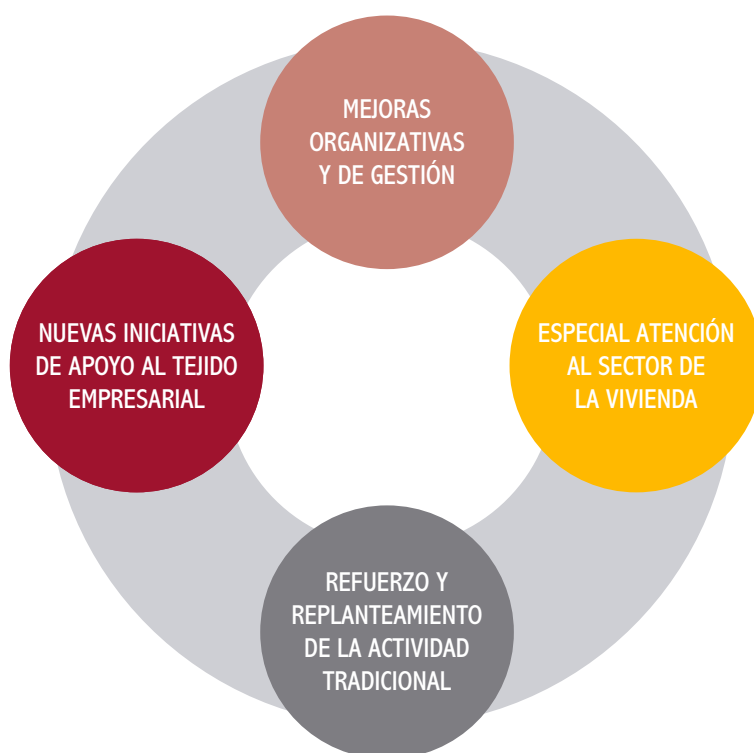 MEJORAS
ORGANIZATIVAS
Y DE GESTIÓN
NUEVAS INICIATIVAS
DE APOYO AL TEJIDO
EMPRESARIAL
ESPECIAL ATENCIÓN
AL SECTOR DE
LA VIVIENDA
REFUERZO Y
REPLANTEAMIENTO
DE LA ACTIVIDAD
TRADICIONAL